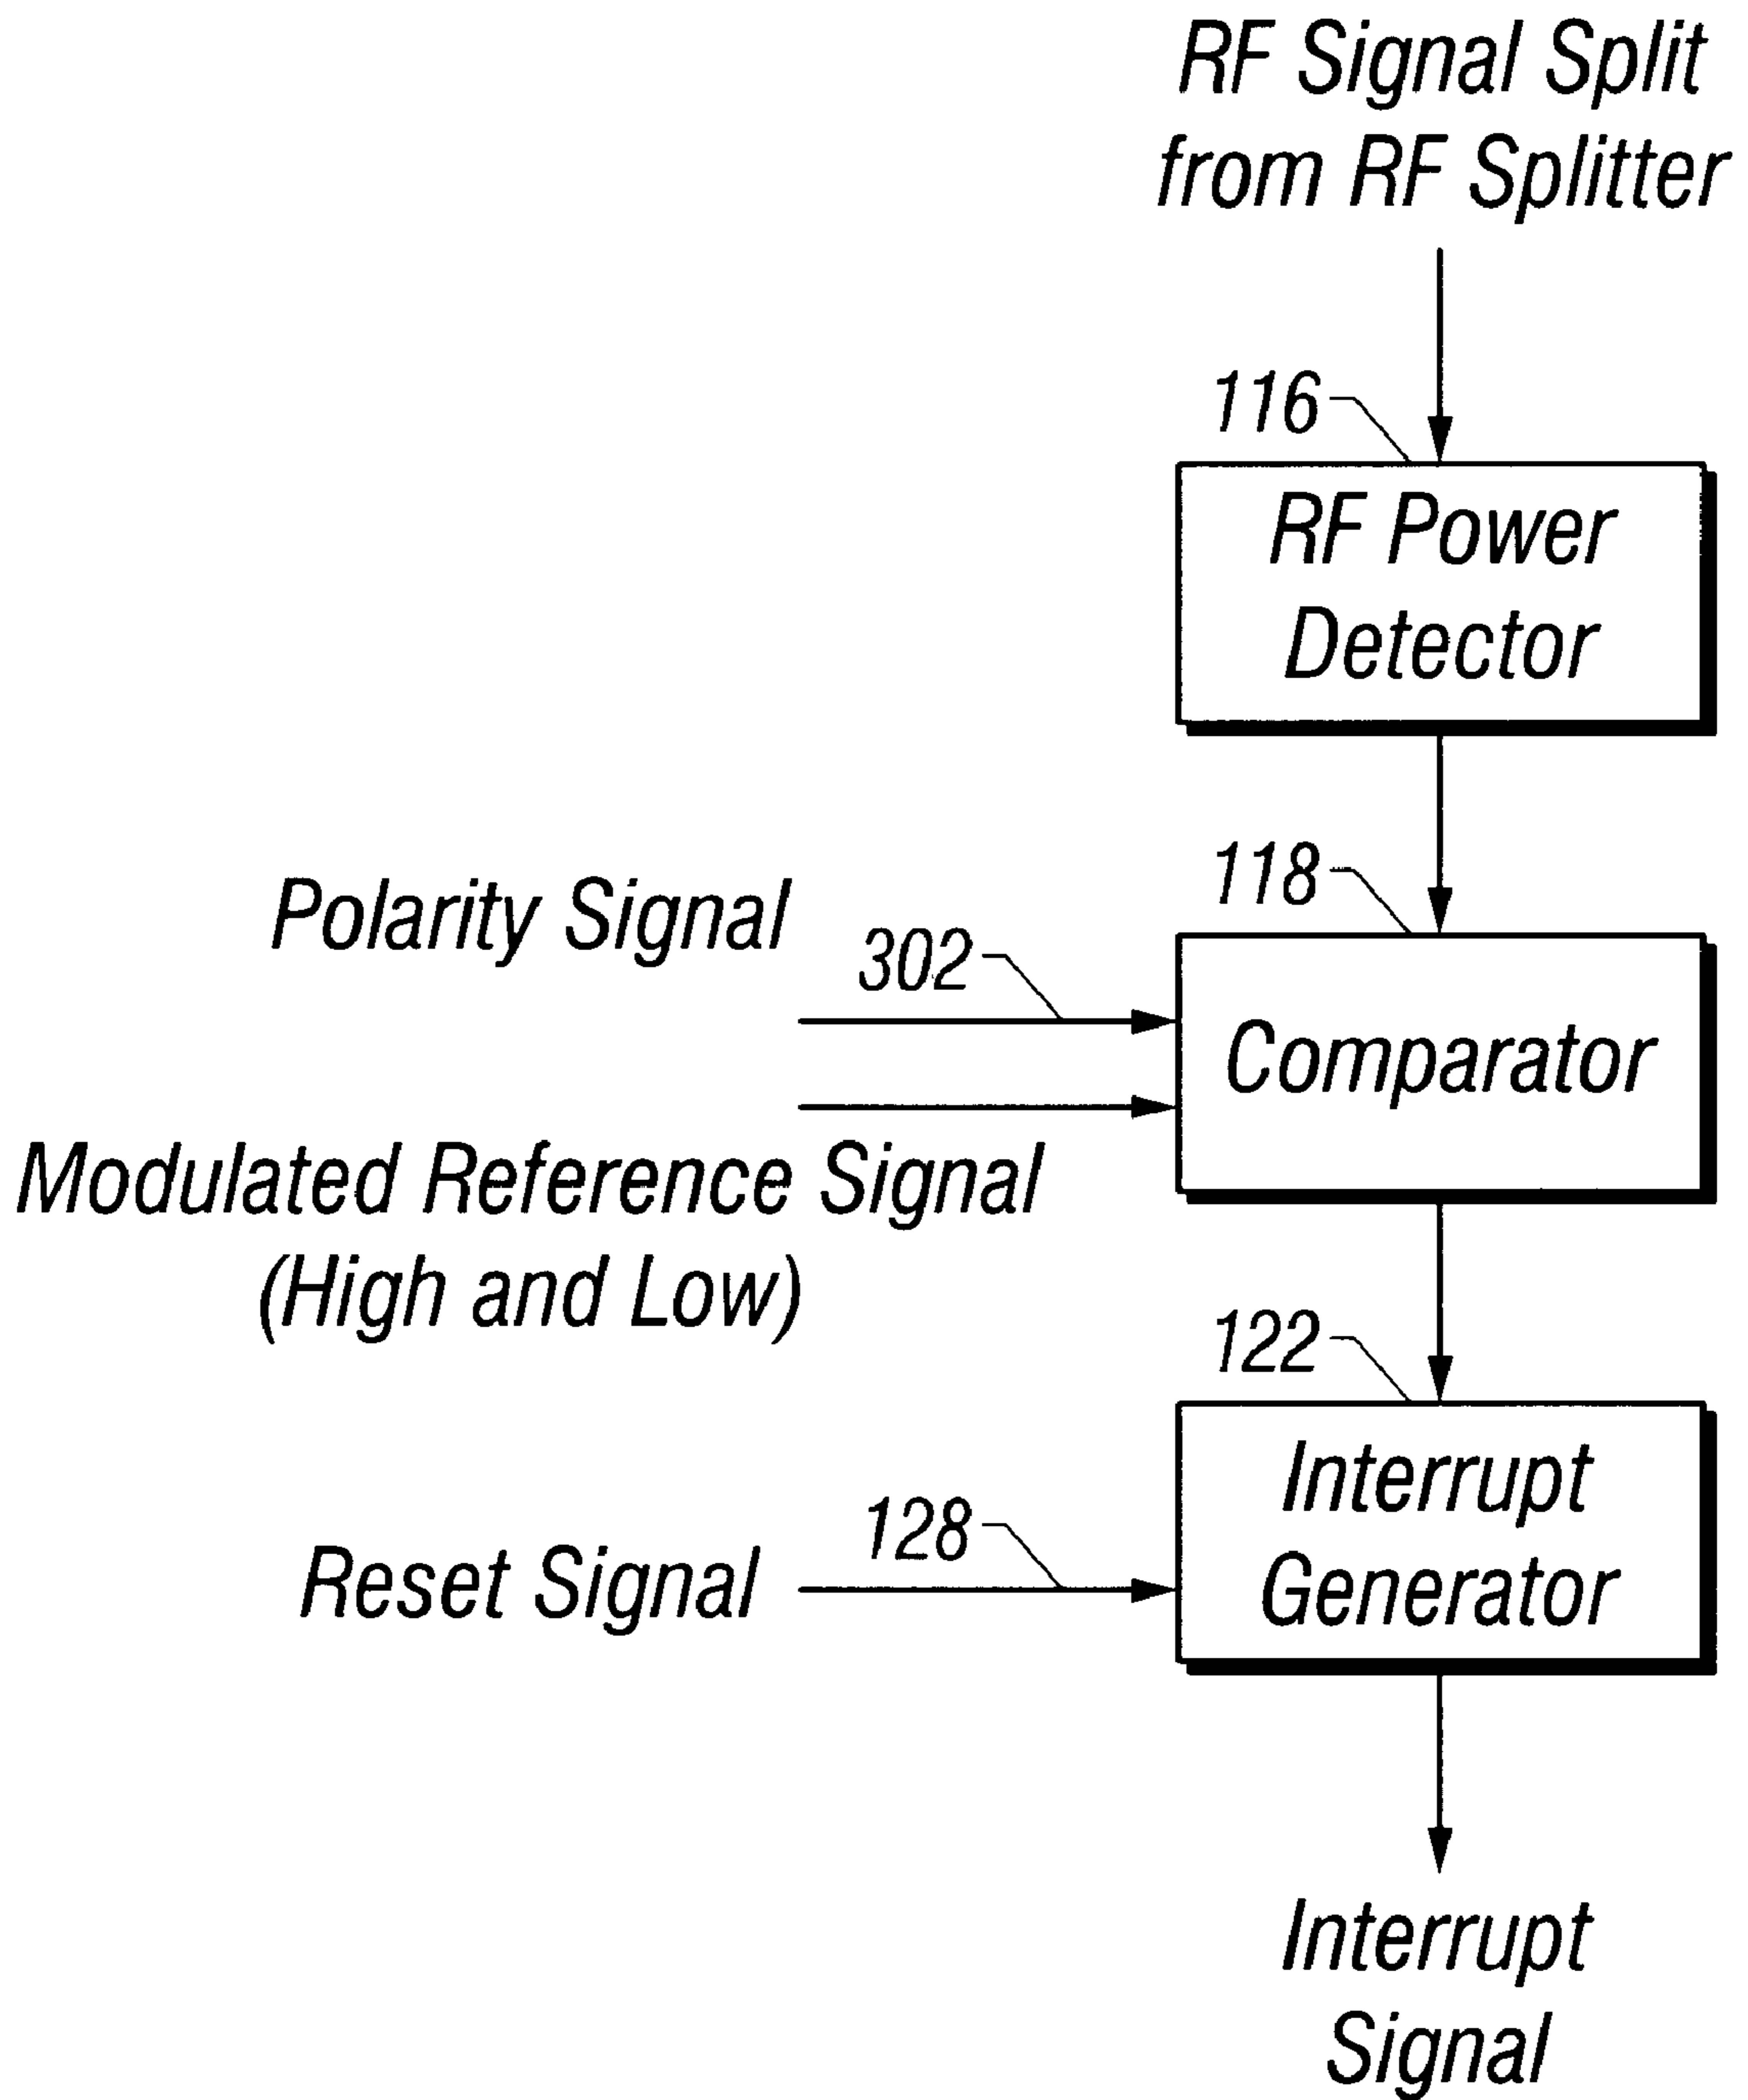 RF Signal Split
from RF Splitter
116
RF Power
Detector
118
Polarity Signal
302
Comparator
Modulated Reference Signal
(High and Low)
122
Interrupt
Generator
128
Reset Signal
Interrupt
Signal